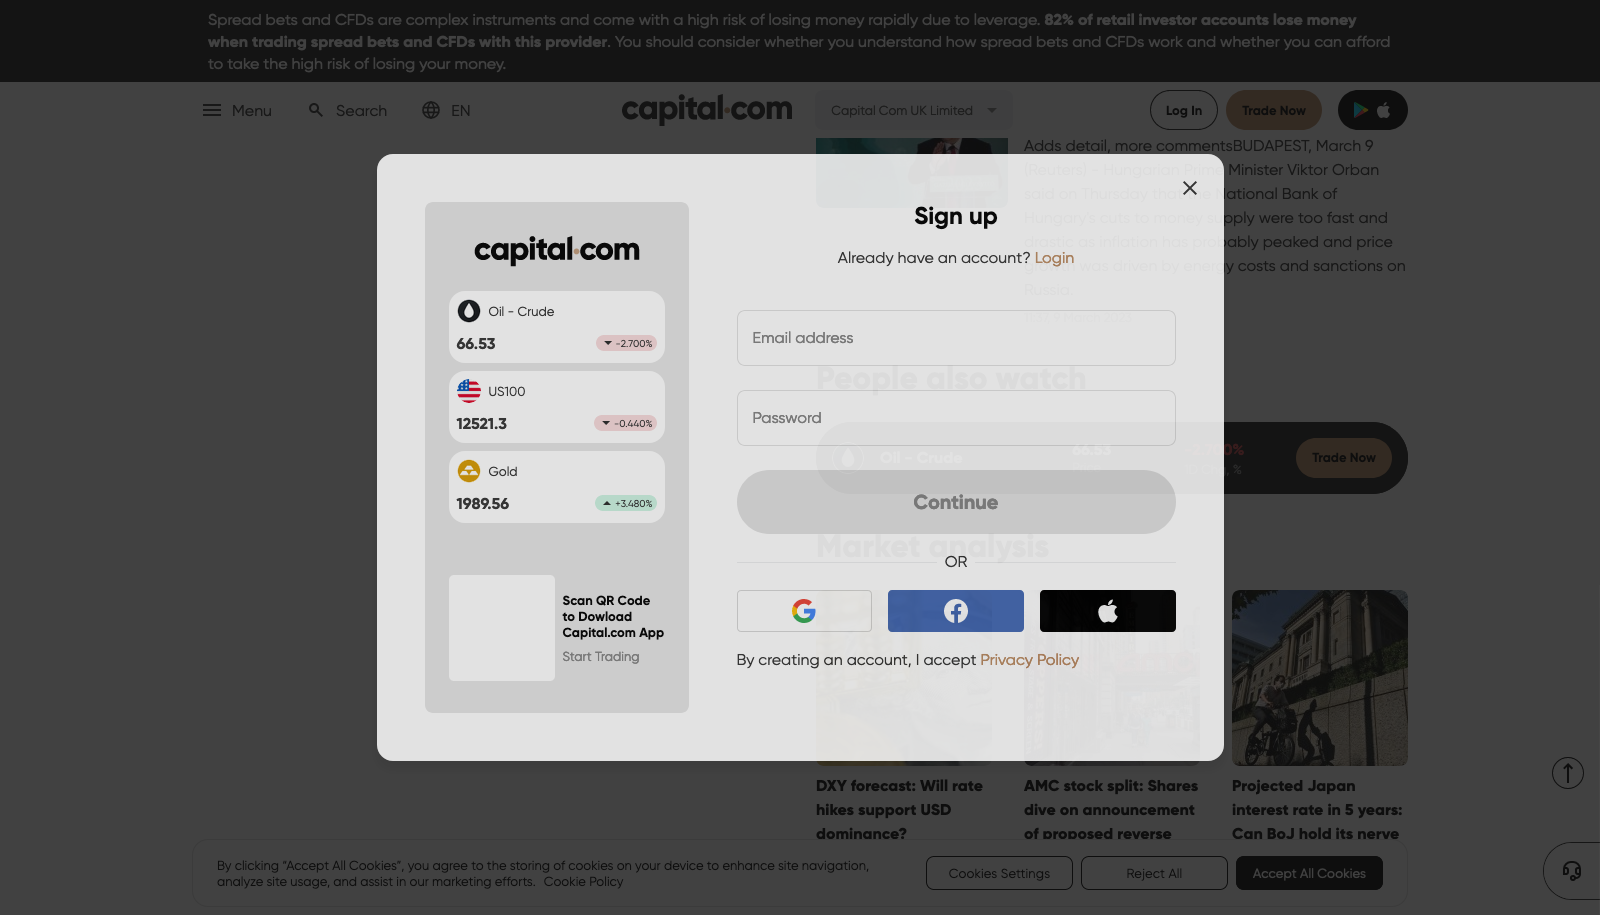 Spread bets and CFDs are complex instruments and come with a high risk of losing money rapidly due to leverage. 82% of retail investor accounts lose money
when trading spread bets and CFDs with this provider. You should consider whether you understand how spread bets and CFDs work and whether you can afford
to take the high risk of losing your money.
Menu
Search
EN
capital.com
Capital Com UK Limited
Log In
Trade Now
Adds detail, more commentsBUDAPEST, March 9
(Reuters) - Hungarian Prime Minister Viktor Orban
said on Thursday that the National Bank of
Hungary's cuts to money supply were too fast and
drastic as inflation has probably peaked and price
growth was driven by energy costs and sanctions on
Russia.
Sign up
Already have an account? Login
capital.com
Oil - Crude
66.53
-2.700%
US100
12521.3
-0.440%
Gold
1989.56
+3.480%
Scan QR Code
to Dowload
Capital.com App
Start Trading
Email address
Password
Continue
OR
By creating an account, I accept Privacy Policy
People also watch
Oil - Crude
66.53
Trade Now
Market analysis
DXY forecast: Will rate
hikes support USD
dominance?
AMC stock split: Shares
dive on announcement
of proposed reverse
Projected Japan
interest rate in 5 years:
Can BoJ hold its nerve
By clicking “Accept All Cookies”, you agree to the storing of cookies on your device to enhance site navigation,
analyze site usage, and assist in our marketing efforts. Cookie Policy
Cookies Settings
Reject All
Accept All Cookies